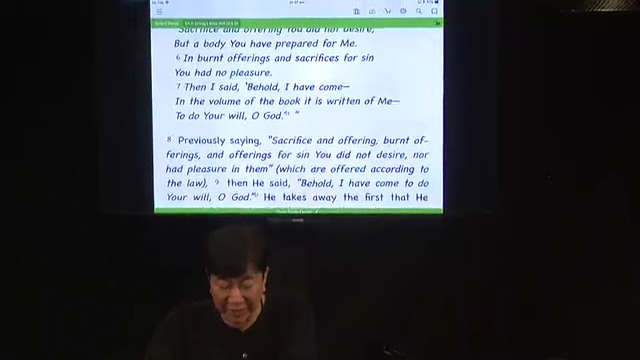 "Sacrifice and offering You did not desire,
But a body You have prepared for Me.
6 In burnt offerings and sacrifices for sin
You had no pleasure.
7 Then I said, 'Behold, I have come—
In the volume of the book it is written of Me—
To do Your will, O God.' "
8 Previously saying, "Sacrifice and offering, burnt of-
ferings, and offerings for sin You did not desire, nor
had pleasure in them" (which are offered according to
the law), 9 then He said, "Behold, I have come to do
Your will, O God." He takes away the first that He